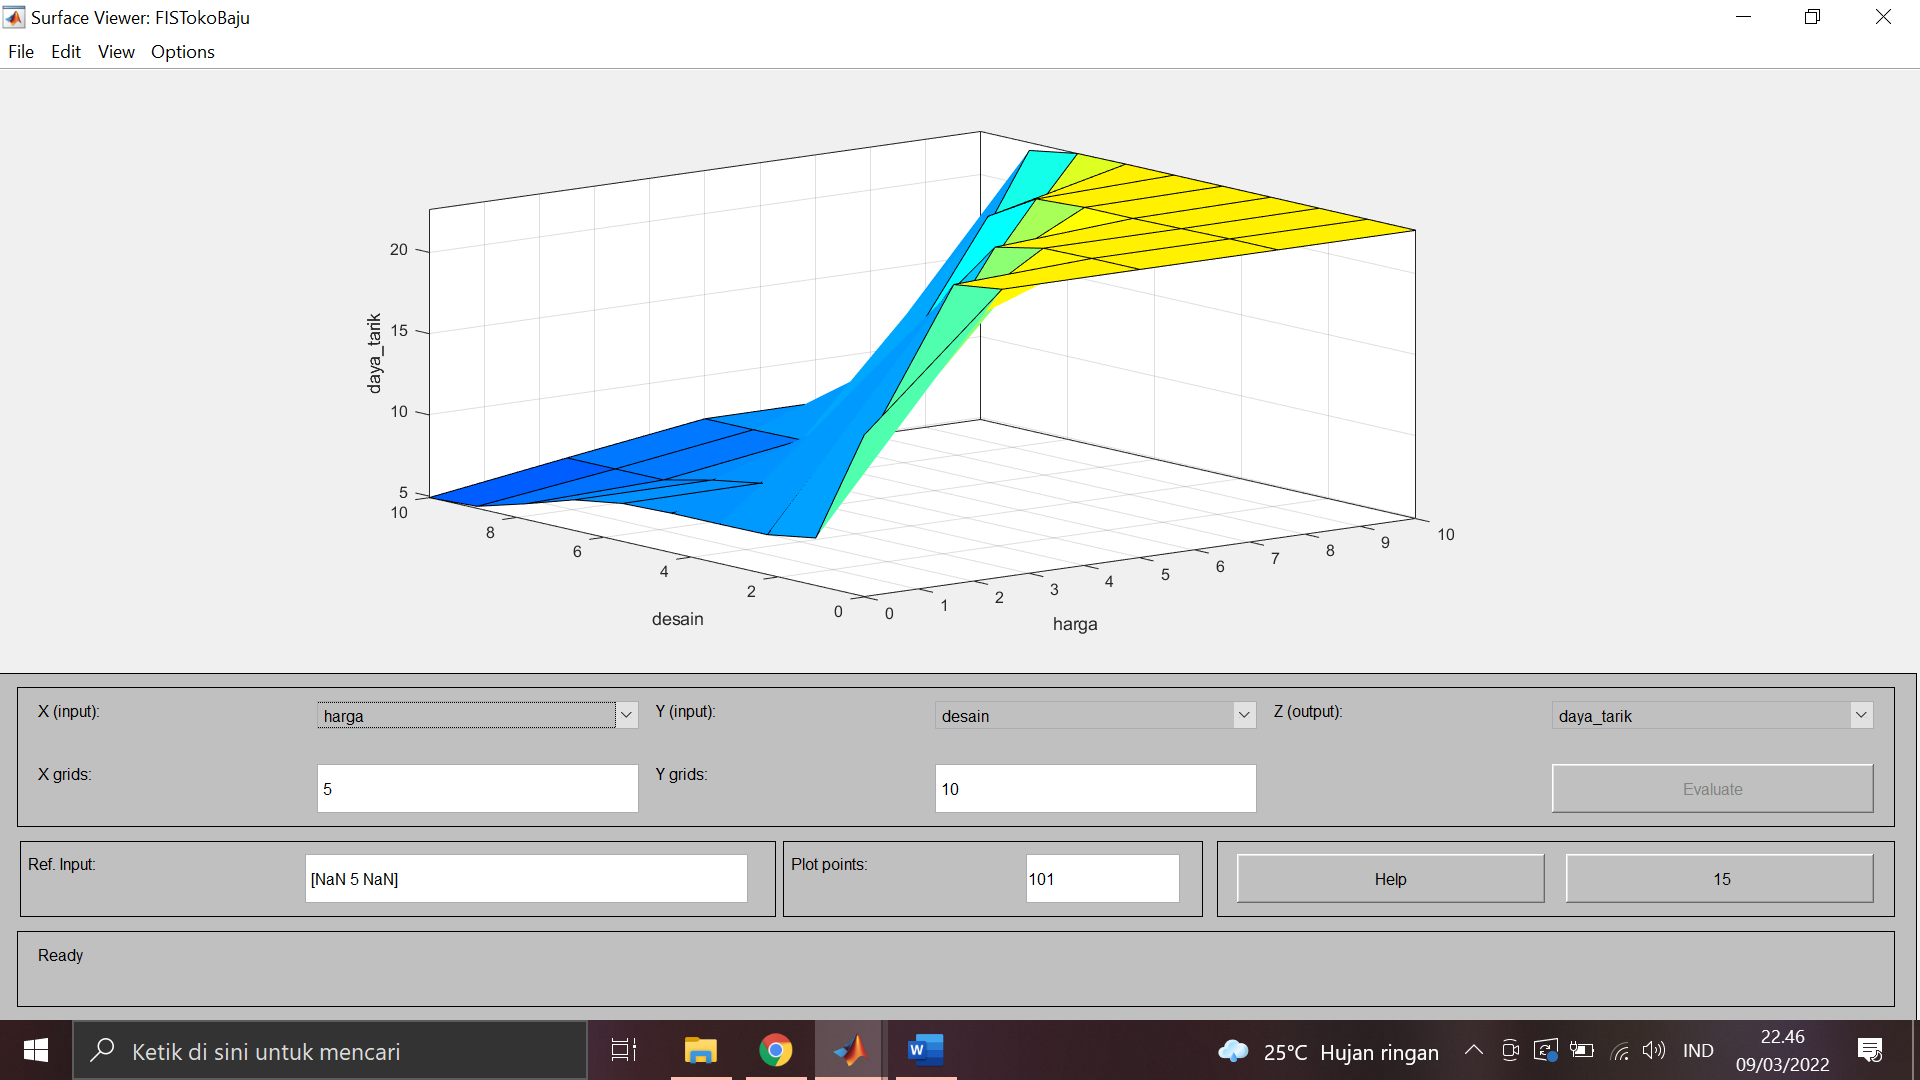 Surface Viewer: FISTokoBaju
File Edit View Options
20
15
10
5
daya_tarik
10
8
6
4
2
0
desain
0
1
2
3
4
5
6
7
8
9
10
harga
X (input): harga Y (input): desain Z (output): daya_tarik
X grids: 5 Y grids: 10 Evaluate
Ref. Input: [NaN 5 NaN] Plot points: 101 Help 15
Ready
Ketik di sini untuk mencari
W
25°C Hujan ringan
IND
22.46
09/03/2022